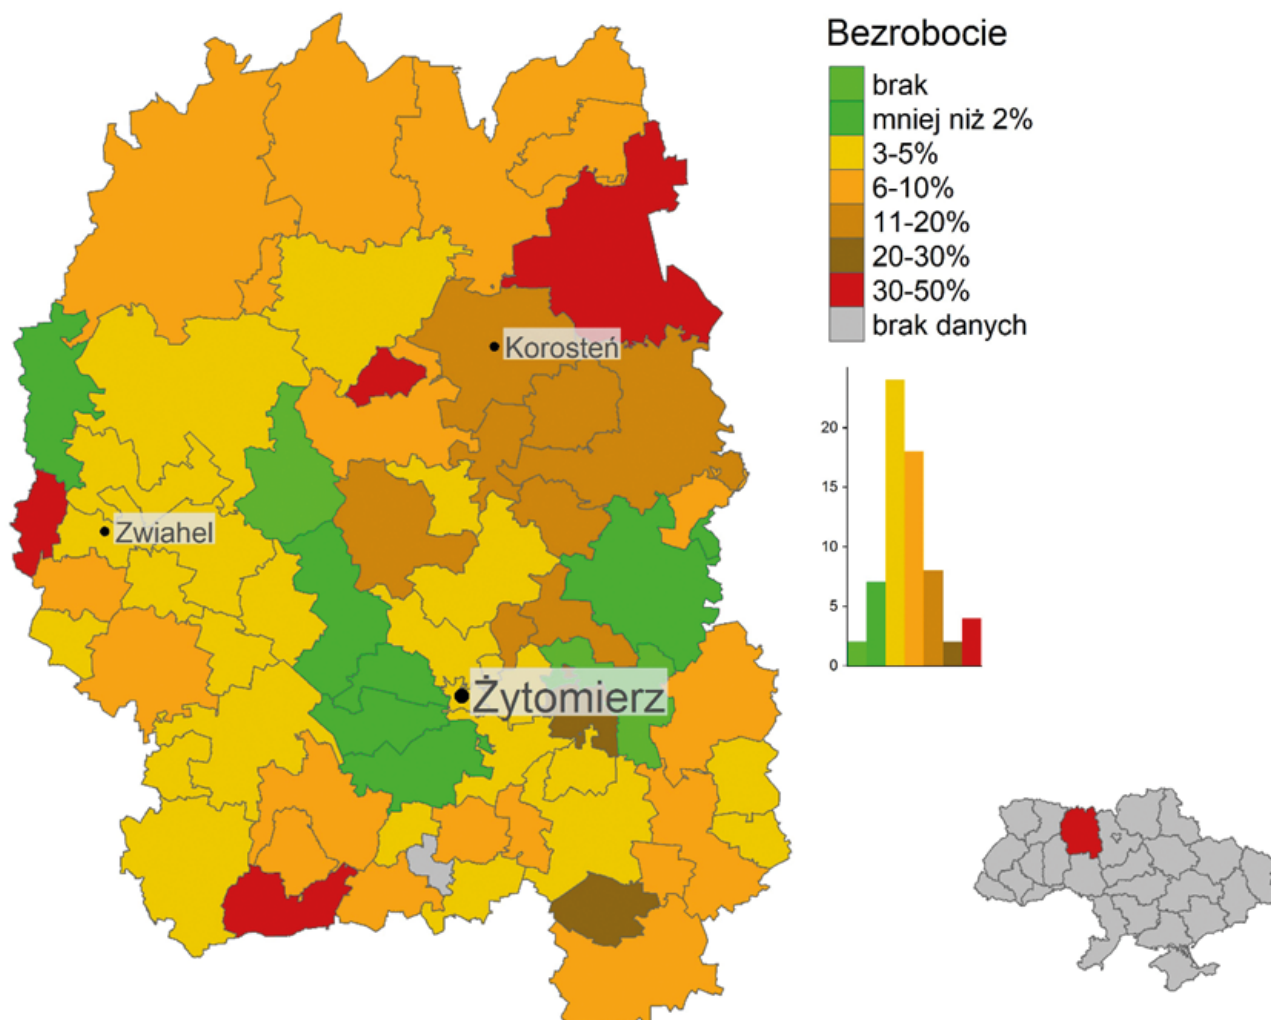 Bezrobocie
brak
mniej niż 2%
3-5%
6-10%
11-20%
20-30%
30-50%
brak danych
Korosteń
Zwiahel
Żytomierz
20
15
10
5
0